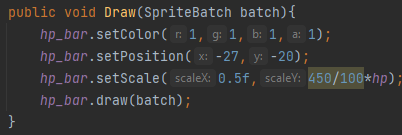 public void Draw(SpriteBatch batch){
hp_bar.setColor( r: 1, g: 1, b: 1, a: 1);
hp_bar.setPosition( x: -27, y: -20);
hp_bar.setScale( scaleX: 0.5f, scaleY: 450/100*hp);
hp_bar.draw(batch);
}